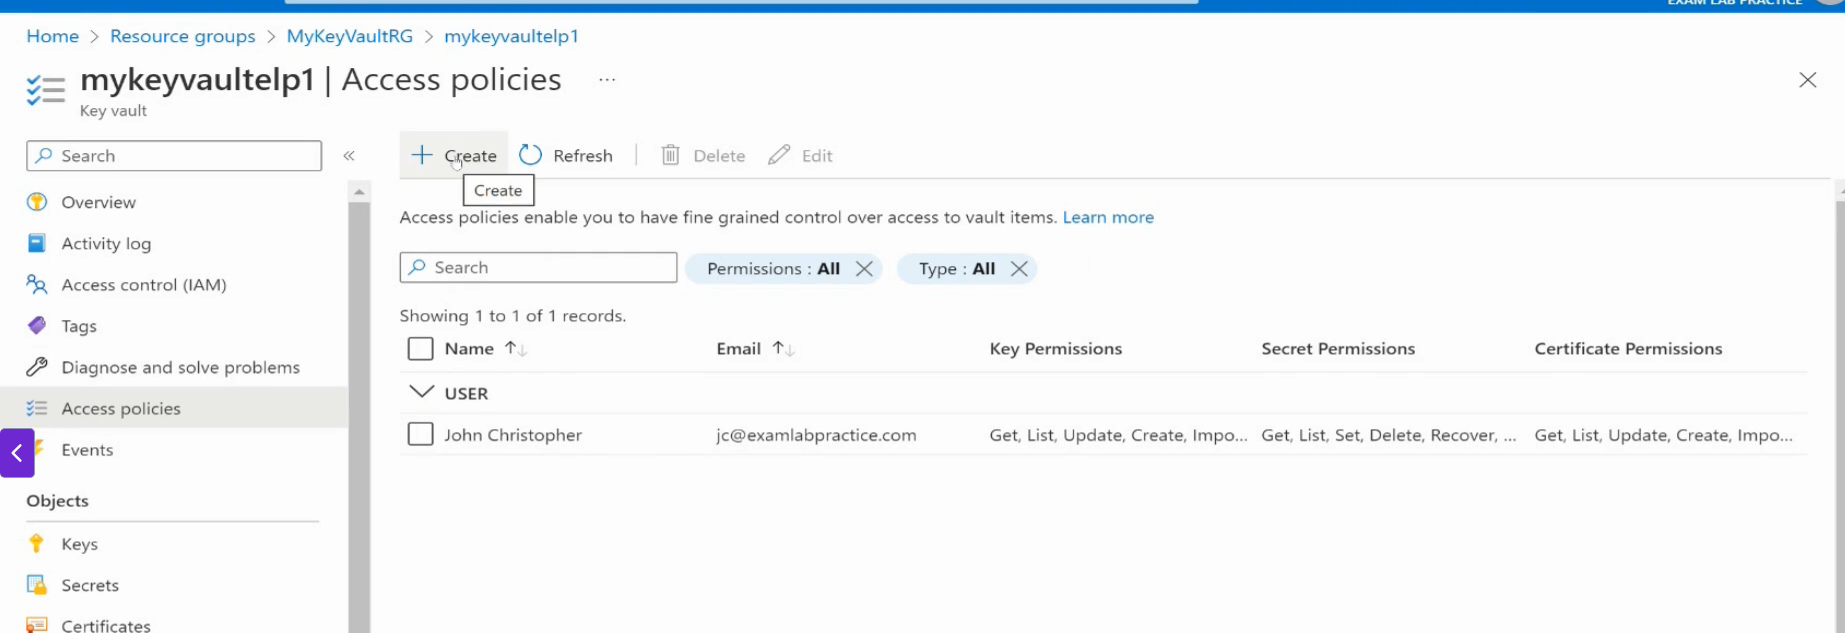 EXAM LAB PRACTICE
Home > Resource groups > MyKeyVaultRG > mykeyvaultelp1
mykeyvaultelp1 | Access policies ...
Key vault
Search
«
Overview
Activity log
Access control (IAM)
Tags
Diagnose and solve problems
Access policies
Events
Objects
Keys
Secrets
Certificates
Create Refresh Delete Edit
Create
Access policies enable you to have fine grained control over access to vault items. Learn more
Search Permissions : All Type : All
Showing 1 to 1 of 1 records.
Name ↑↓ Email ↑↓ Key Permissions Secret Permissions Certificate Permissions
USER
John Christopher jc@examlabpractice.com Get, List, Update, Create, Impo... Get, List, Set, Delete, Recover, ... Get, List, Update, Create, Impo...